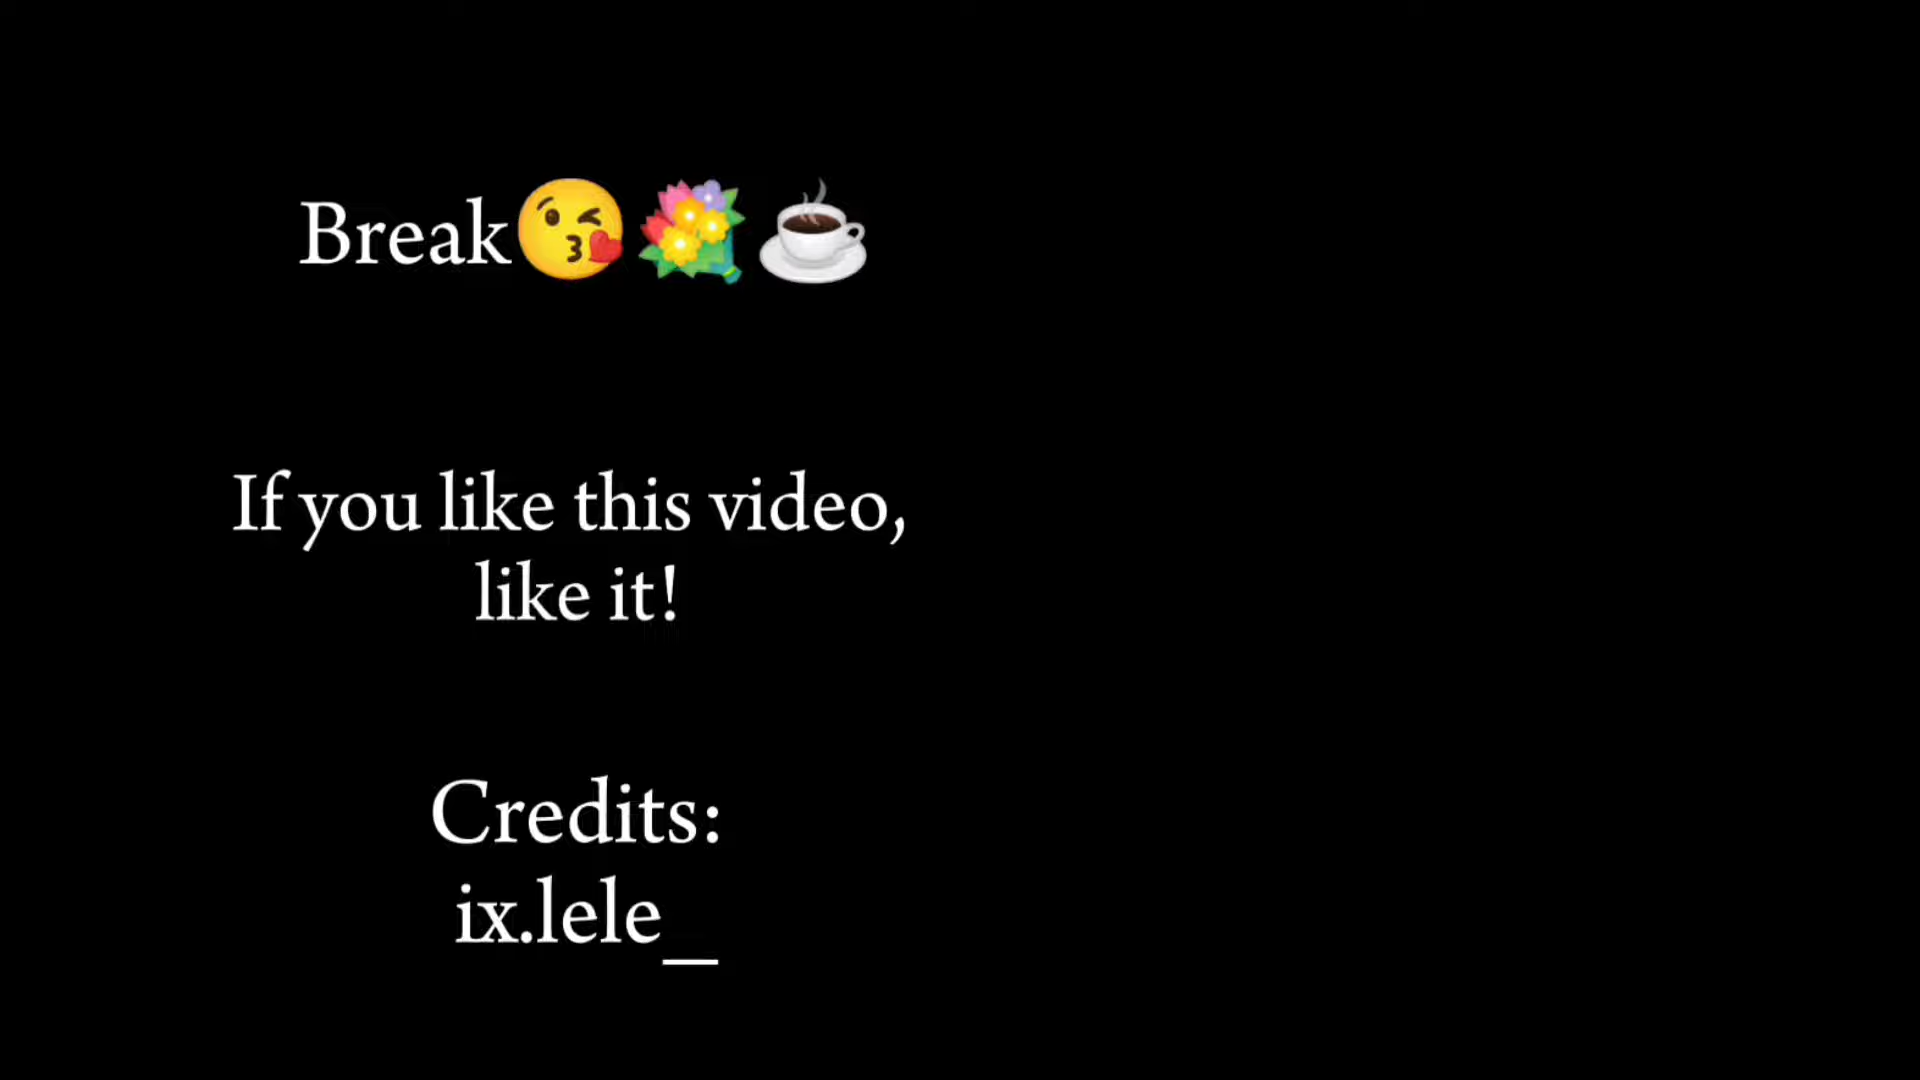 Break😘💐☕
If you like this video,
like it!
Credits:
ix.lele_